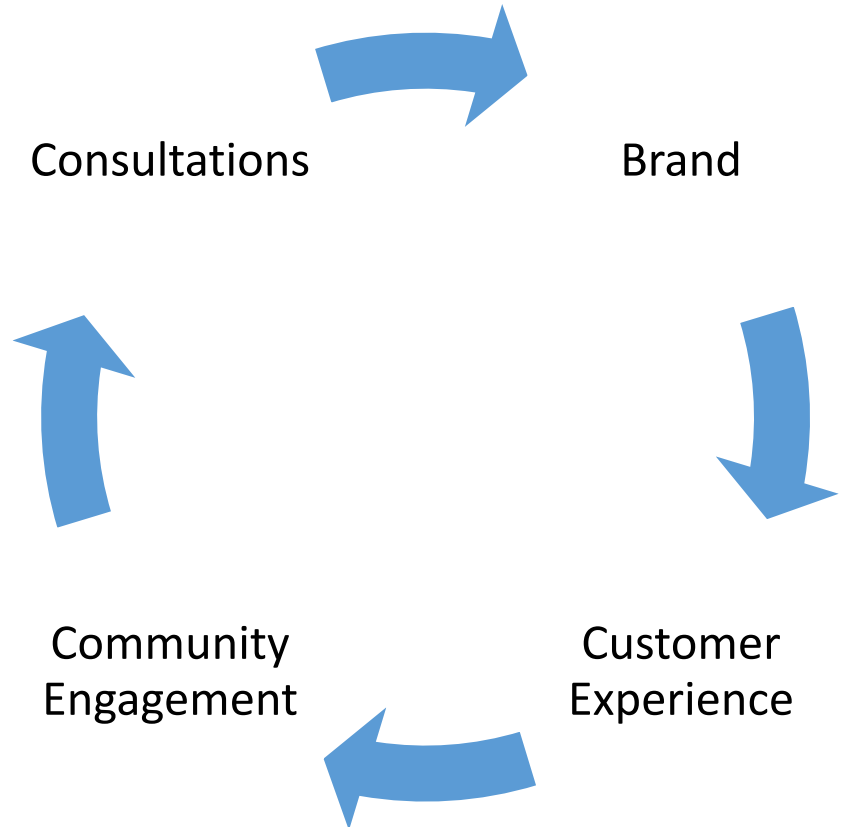 Consultations
Brand
Customer
Experience
Community
Engagement